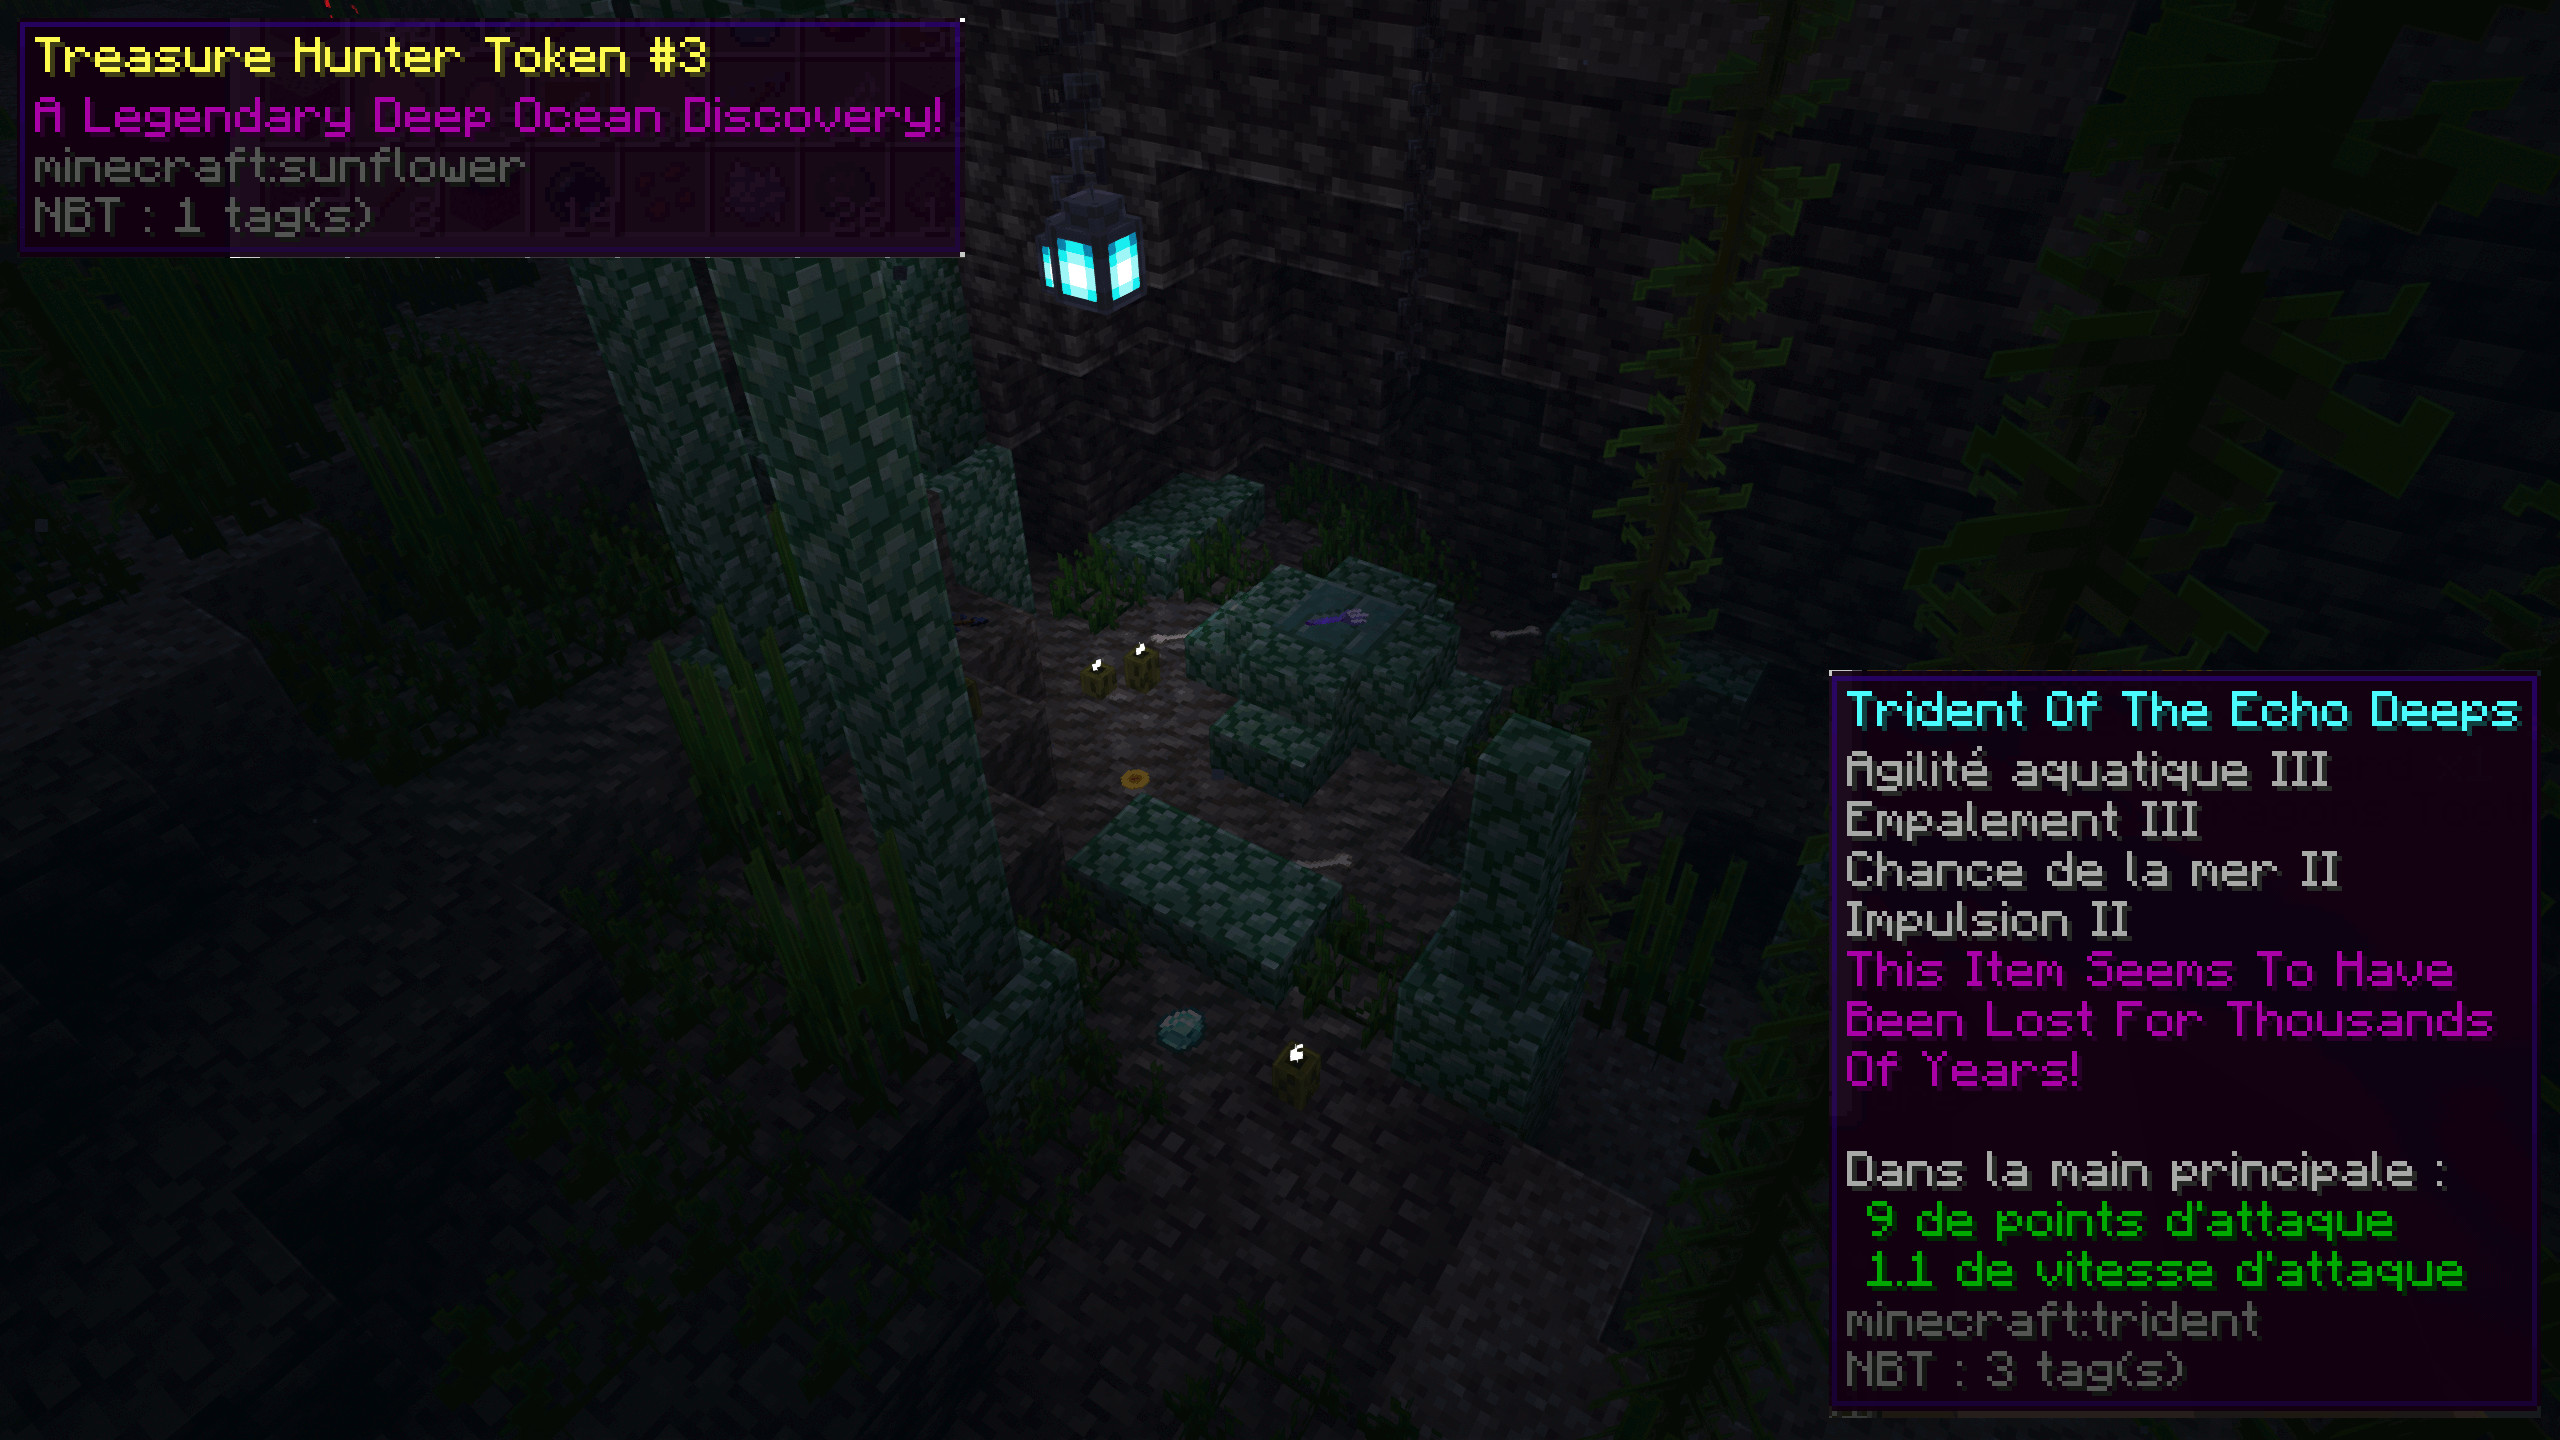 Treasure Hunter Token #3
A Legendary Deep Ocean Discovery!
minecraft:sunflower
NBT : 1 tag(s)
Trident Of The Echo Deeps
Agilité aquatique III
Empalement III
Chance de la mer II
Impulsion II
This Item Seems To Have
Been Lost For Thousands
Of Years!
Dans la main principale :
9 de points d'attaque
1.1 de vitesse d'attaque
minecraft:trident
NBT : 3 tag(s)